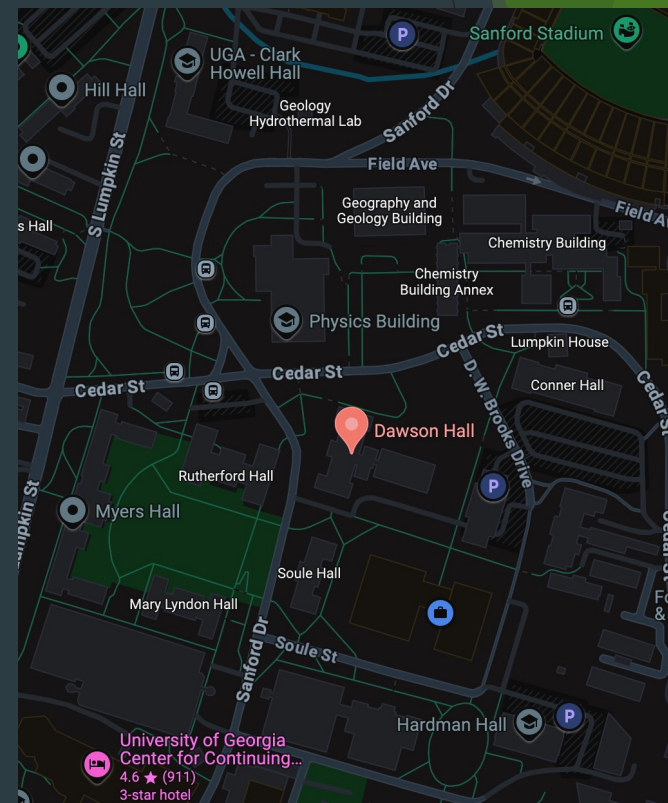 P
Sanford Stadium
UGA - Clark
Howell Hall
Hill Hall
Geology
Hydrothermal Lab
Sanford Dr
S Lumpkin St
Field Ave
Geography and
Geology Building
Field Av
s Hall
Chemistry Building
Chemistry
Building Annex
Physics Building
Cedar St
Lumpkin House
Cedar St
Cedar St
Conner Hall
Cedar St
D. W. Brooks Drive
Dawson Hall
Rutherford Hall
P
umpkin St
Myers Hall
Soule Hall
Mary Lyndon Hall
Fo
&
Sanford Dr
Soule St
Hardman Hall
P
University of Georgia
Center for Continuing...
4.6 ★ (911)
3-star hotel